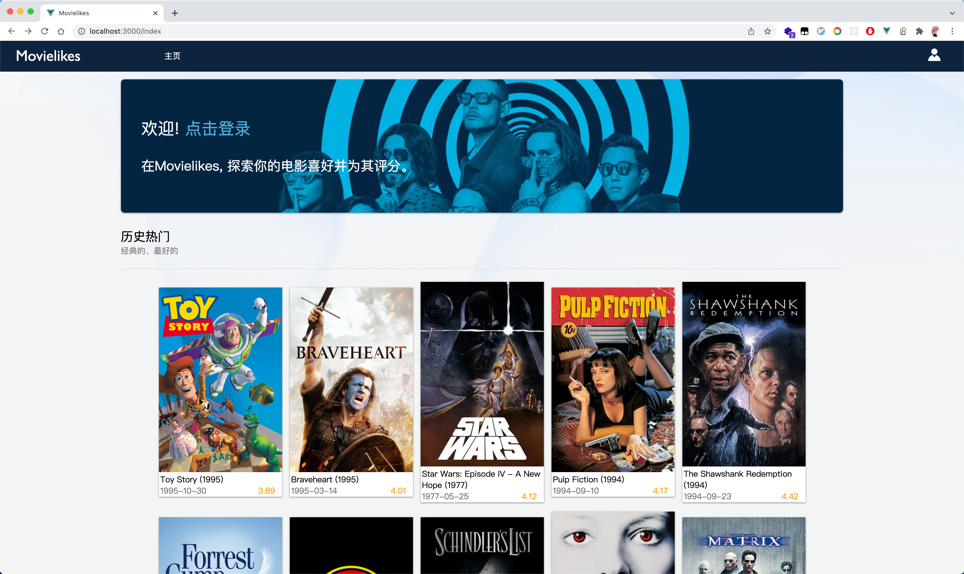 Movielikes
localhost:3000/index
Movielikes
主页
欢迎! 点击登录
在Movielikes, 探索你的电影喜好并为其评分。
历史热门
经典的、最好的
TOY
STORY
BRAVEHEART
STAR
WARS
PULP FICTION
10¢
THE
SHAWSHANK
REDEMPTION
Toy Story (1995)
1995-10-30 3.89
Braveheart (1995)
1995-03-14 4.01
Star Wars: Episode IV - A New
Hope (1977)
1977-05-25 4.12
Pulp Fiction (1994)
1994-09-10 4.17
The Shawshank Redemption
(1994)
1994-09-23 4.42
Forrest
Gump
SCHINDLER'S LIST
MATRIX